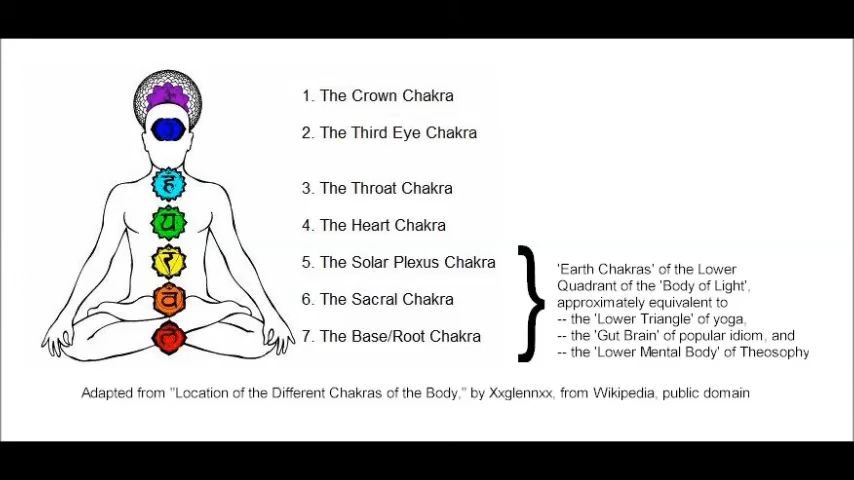 ह
य
र
व
1. The Crown Chakra
2. The Third Eye Chakra
3. The Throat Chakra
4. The Heart Chakra
5. The Solar Plexus Chakra
6. The Sacral Chakra
7. The Base/Root Chakra
'Earth Chakras' of the Lower
Quadrant of the 'Body of Light',
approximately equivalent to
-- the 'Lower Triangle' of yoga,
-- the 'Gut Brain' of popular idiom, and
-- the 'Lower Mental Body' of Theosophy
Adapted from "Location of the Different Chakras of the Body," by Xxglennxx, from Wikipedia, public domain